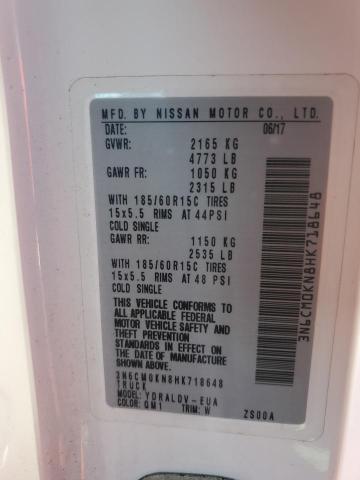 MFD. BY NISSAN MOTOR CO., LTD.
DATE: 06/17
GVWR: 2165 KG
4773 LB
GAWR FR: 1050 KG
2315 LB
WITH 185/60R15C TIRES
15x5.5 RIMS AT 44PSI
COLD SINGLE
GAWR RR: 1150 KG
2535 LB
WITH 185/60R15C TIRES
15x5.5 RIMS AT 48 PSI
COLD SINGLE
THIS VEHICLE CONFORMS TO
ALL APPLICABLE FEDERAL
MOTOR VEHICLE SAFETY
AND THEFT PREVENTION
STANDARDS IN EFFECT ON
THE DATE OF MANUFACTURE
SHOWN ABOVE.
3N6CM0KN8HK718648
TRUCK
MODEL: YDRALDV-EUA
COLOR: QM1 TRIM: W
ZS00A
3N6CM0KN8HK718648